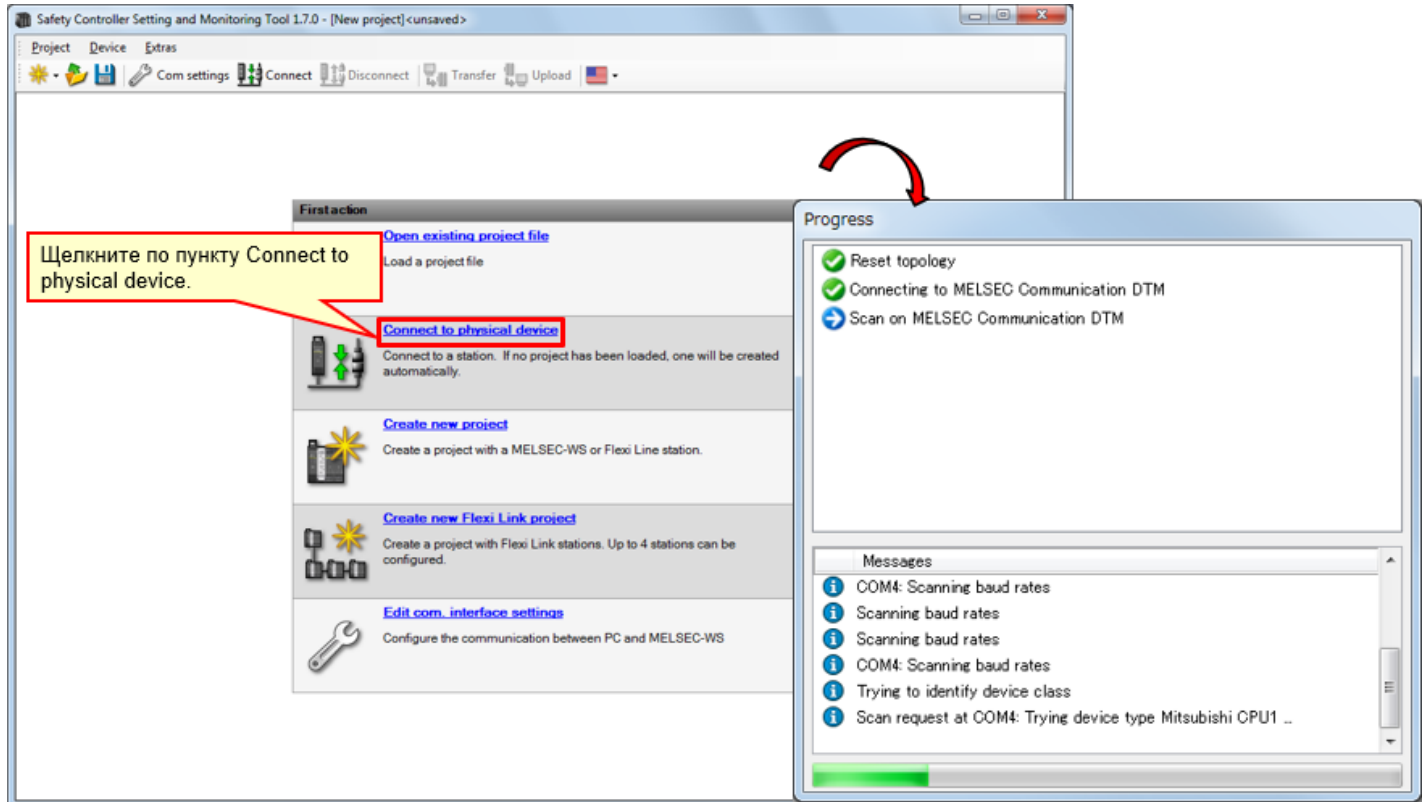 Safety Controller Setting and Monitoring Tool 1.7.0 - [New project]<unsaved>
Project Device Extras
Com settings Connect Disconnect Transfer Upload
First action
Open existing project file
Load a project file
Щелкните по пункту Connect to
physical device.
Connect to physical device
Connect to a station. If no project has been loaded, one will be created
automatically.
Create new project
Create a project with a MELSEC-WS or Flexi Line station.
Create new Flexi Link project
Create a project with Flexi Link stations. Up to 4 stations can be
configured.
Edit com. interface settings
Configure the communication between PC and MELSEC-WS
Progress
Reset topology
Connecting to MELSEC Communication DTM
Scan on MELSEC Communication DTM
Messages
COM4: Scanning baud rates
Scanning baud rates
Scanning baud rates
COM4: Scanning baud rates
Trying to identify device class
Scan request at COM4: Trying device type Mitsubishi CPU1 ...